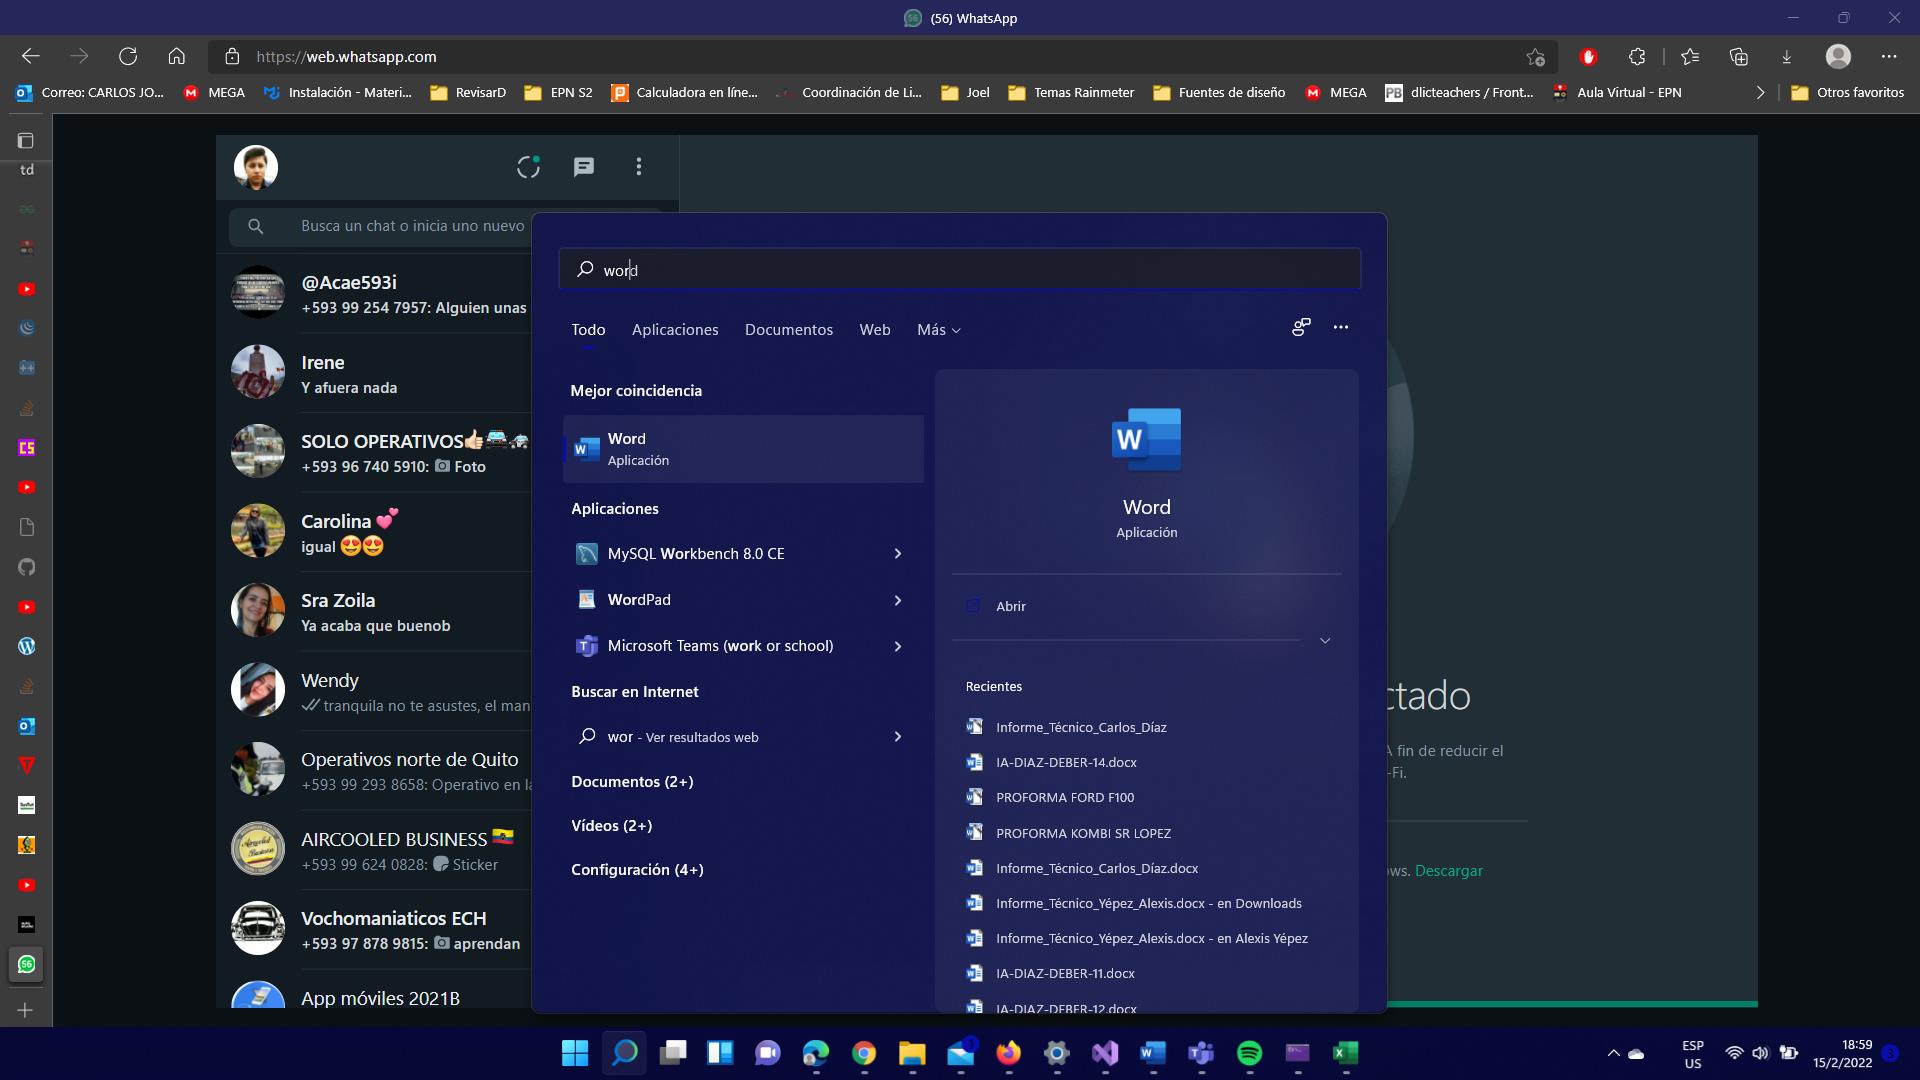 (56) WhatsApp
https://web.whatsapp.com
Correo: CARLOS JO...
MEGA
Instalación - Materi...
RevisarD
EPN S2
Calculadora en líne...
Coordinación de Li...
Joel
Temas Rainmeter
Fuentes de diseño
MEGA
dlicteachers / Front...
Aula Virtual - EPN
Otros favoritos
td
Busca un chat o inicia uno nuevo
@Acae593i
+593 99 254 7957: Alguien unas
Irene
Y afuera nada
SOLO OPERATIVOS👍🏻🚔🚓
+593 96 740 5910: 📷 Foto
Carolina 💕
igual 😍😍
Sra Zoila
Ya acaba que buenob
Wendy
tranquila no te asustes, el man
Operativos norte de Quito
+593 99 293 8658: Operativo en la
AIRCOOLED BUSINESS 🇪🇨
+593 99 624 0828: Sticker
Vochomaniaticos ECH
+593 97 878 9815: 📷 aprendan
App móviles 2021B
word
Todo
Aplicaciones
Documentos
Web
Más
Mejor coincidencia
Word
Aplicación
Aplicaciones
MySQL Workbench 8.0 CE
WordPad
Microsoft Teams (work or school)
Buscar en Internet
wor - Ver resultados web
Documentos (2+)
Vídeos (2+)
Configuración (4+)
Word
Aplicación
Abrir
Recientes
Informe_Técnico_Carlos_Díaz
IA-DIAZ-DEBER-14.docx
PROFORMA FORD F100
PROFORMA KOMBI SR LOPEZ
Informe_Técnico_Carlos_Díaz.docx
Informe_Técnico_Yépez_Alexis.docx - en Downloads
Informe_Técnico_Yépez_Alexis.docx - en Alexis Yépez
IA-DIAZ-DEBER-11.docx
IA-DIAZ-DEBER-12.docx
ctado
A fin de reducir el
-Fi.
ows. Descargar
ESP
US
18:59
15/2/2022
3